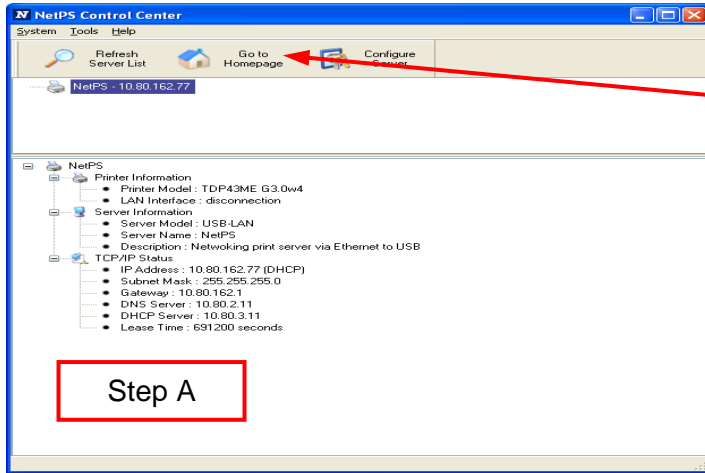 NetPS Control Center
System Tools Help
Refresh Server List
Go to Homepage
Configure Server
NetPS - 10.80.162.77
NetPS
Printer Information
Printer Model : TDP43ME G3.0w4
LAN Interface : disconnection
Server Information
Server Model : USB-LAN
Server Name : NetPS
Description : Netwoking print server via Ethernet to USB
TCP/IP Status
IP Address : 10.80.162.77 (DHCP)
Subnet Mask : 255.255.255.0
Gateway : 10.80.162.1
DNS Server : 10.80.2.11
DHCP Server : 10.80.3.11
Lease Time : 691200 seconds
Step A